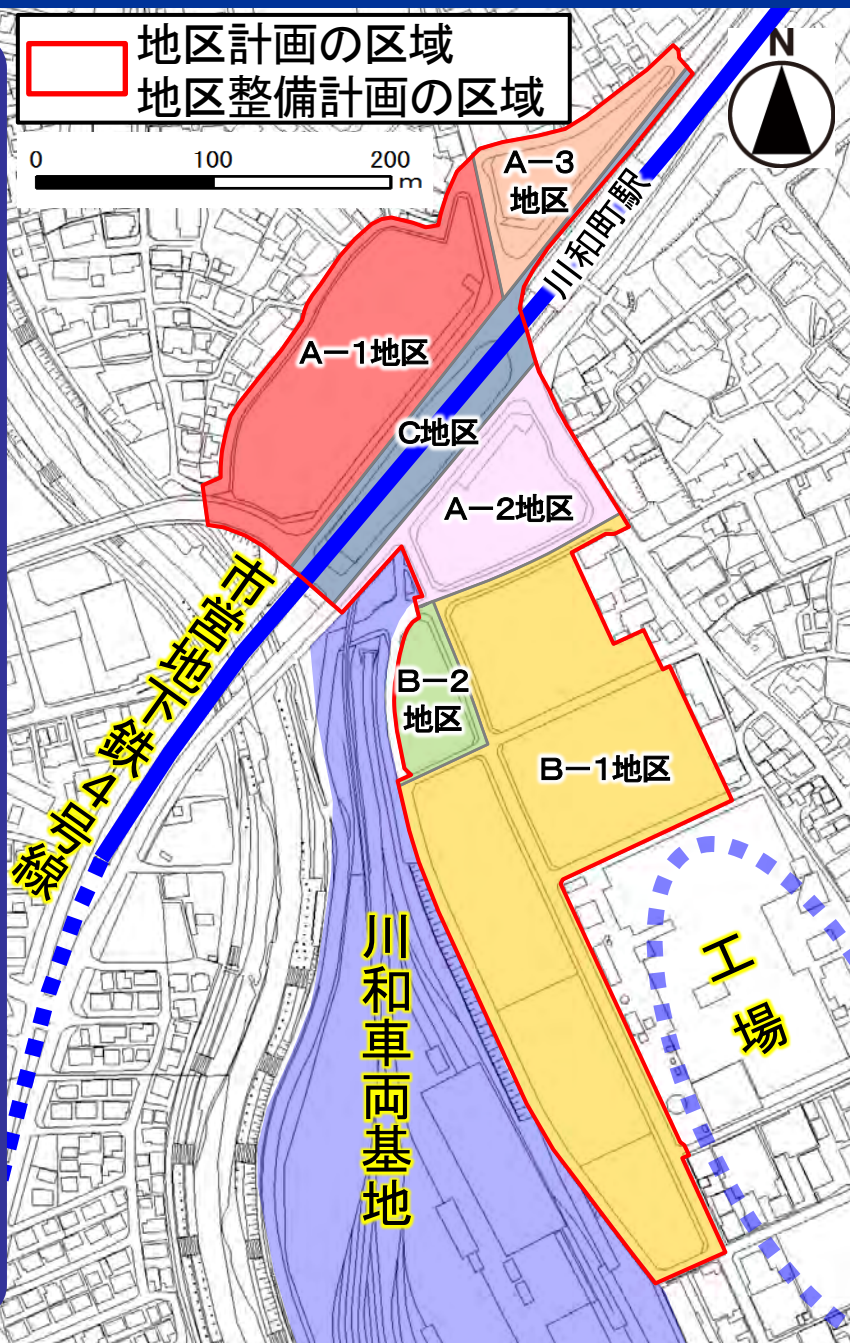 地区計画の区域
地区整備計画の区域
N
0 100 200
m
A－3
地区
川和町駅
A－1地区
C地区
A－2地区
市営地下鉄4号線
B－2
地区
B－1地区
川和車両基地
工場